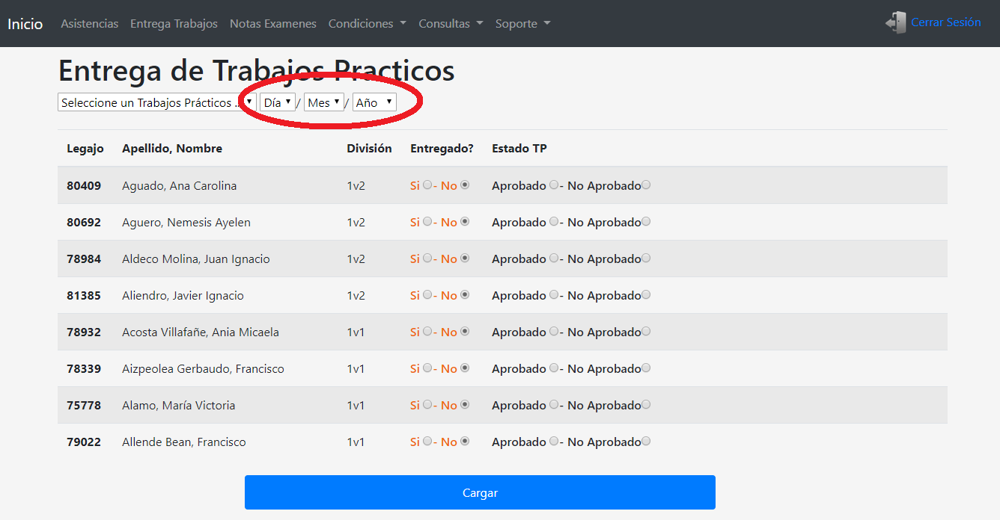 Inicio Asistencias Entrega Trabajos Notas Examenes Condiciones Consultas Soporte Cerrar Sesión
Entrega de Trabajos Practicos
Seleccione un Trabajos Prácticos .. Día / Mes / Año
Legajo Apellido, Nombre División Entregado? Estado TP
80409 Aguado, Ana Carolina 1v2 Si - No Aprobado - No Aprobado
80692 Aguero, Nemesis Ayelen 1v2 Si - No Aprobado - No Aprobado
78984 Aldeco Molina, Juan Ignacio 1v2 Si - No Aprobado - No Aprobado
81385 Aliendro, Javier Ignacio 1v2 Si - No Aprobado - No Aprobado
78932 Acosta Villafañe, Ania Micaela 1v1 Si - No Aprobado - No Aprobado
78339 Aizpeolea Gerbaudo, Francisco 1v1 Si - No Aprobado - No Aprobado
75778 Alamo, María Victoria 1v1 Si - No Aprobado - No Aprobado
79022 Allende Bean, Francisco 1v1 Si - No Aprobado - No Aprobado
Cargar